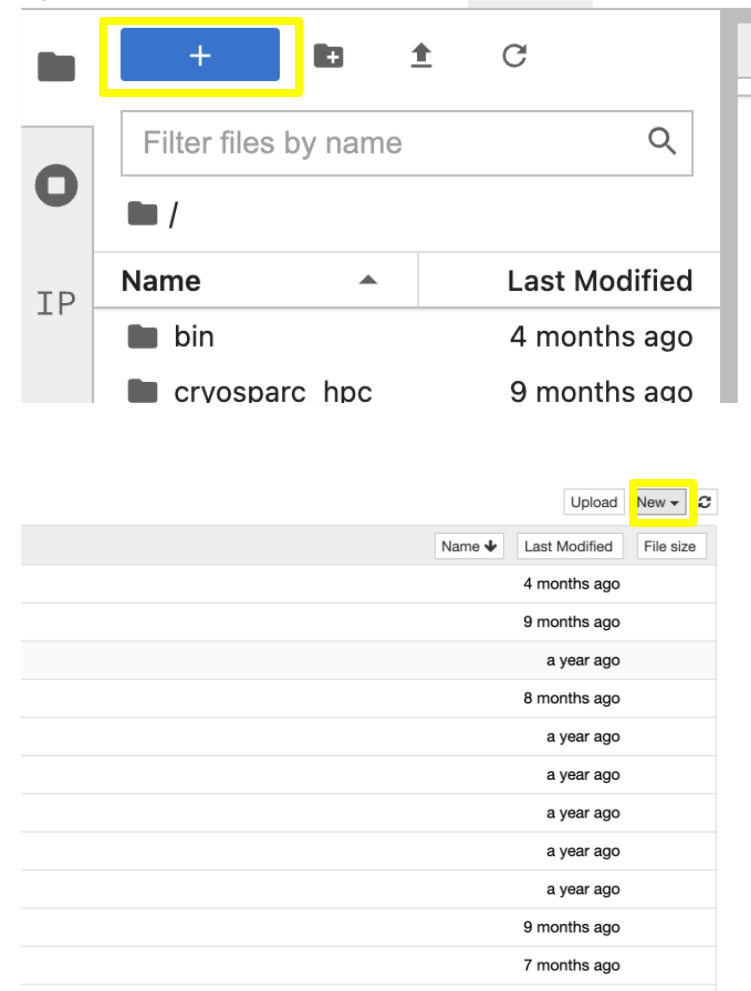 +
Filter files by name
/
IP
Name Last Modified
bin 4 months ago
cryosparc_hpc 9 months ago
Upload New
Name Last Modified File size
4 months ago
9 months ago
a year ago
8 months ago
a year ago
a year ago
a year ago
a year ago
a year ago
9 months ago
7 months ago